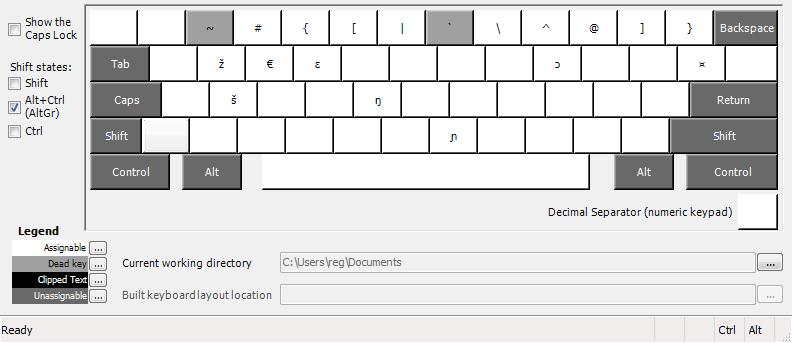 Show the
Caps Lock
Shift states:
Shift
Alt+Ctrl
(AltGr)
Ctrl
~ # { [ | ` \ ^ @ ] } Backspace
Tab ž € ɛ ɔ ¤
Caps š ŋ Return
Shift ɲ Shift
Control Alt Alt Control
Decimal Separator (numeric keypad)
Legend
Assignable ...
Dead key ...
Clipped Text ...
Unassignable ...
Current working directory C:\Users\reg\Documents ...
Built keyboard layout location ...
Ready Ctrl Alt